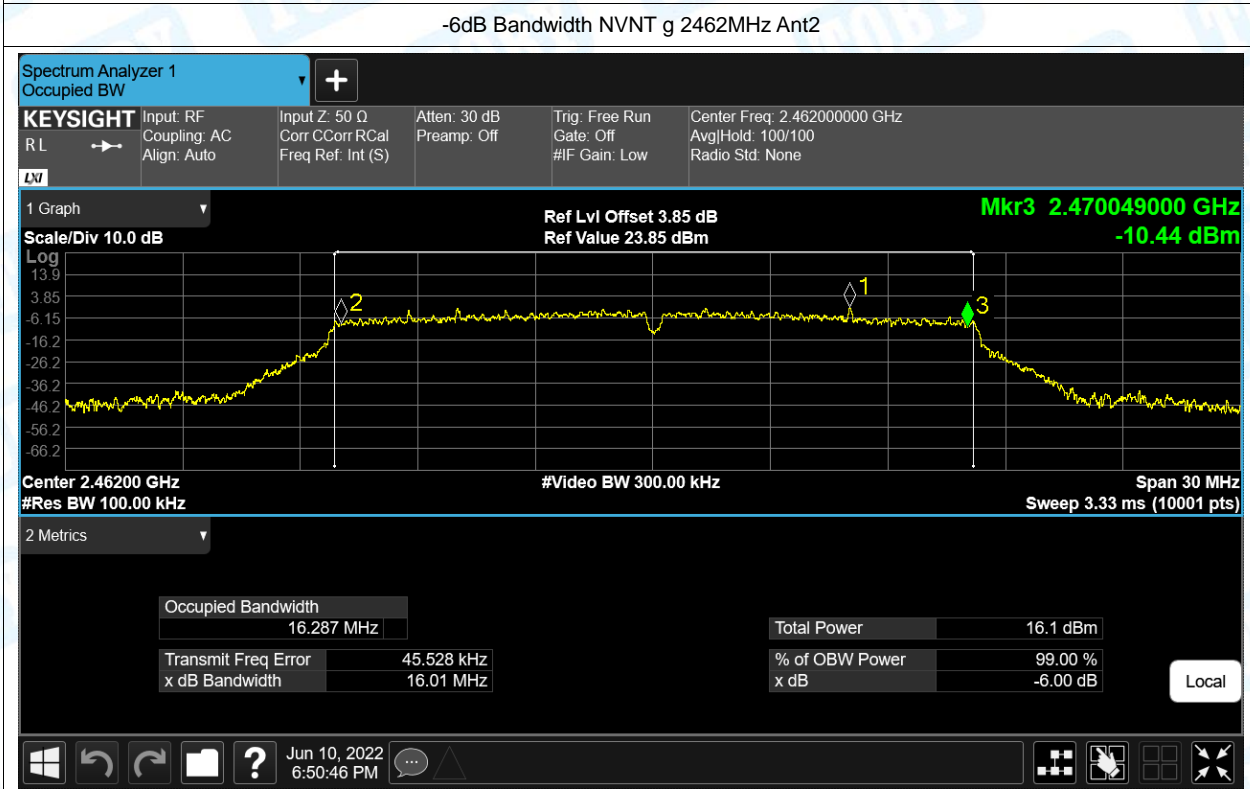 -6dB Bandwidth NVNT g 2462MHz Ant2
Spectrum Analyzer 1
Occupied BW
KEYSIGHT
RL
LXI
Input: RF
Coupling: AC
Align: Auto
Input Z: 50 Ω
Corr CCorr RCal
Freq Ref: Int (S)
Atten: 30 dB
Preamp: Off
Trig: Free Run
Gate: Off
#IF Gain: Low
Center Freq: 2.462000000 GHz
Avg|Hold: 100/100
Radio Std: None
1 Graph
Scale/Div 10.0 dB
Ref Lvl Offset 3.85 dB
Ref Value 23.85 dBm
Mkr3 2.470049000 GHz
-10.44 dBm
Log
13.9
3.85
-6.15
-16.2
-26.2
-36.2
-46.2
-56.2
-66.2
2
1
3
Center 2.46200 GHz
#Video BW 300.00 kHz
Span 30 MHz
#Res BW 100.00 kHz
Sweep 3.33 ms (10001 pts)
2 Metrics
Occupied Bandwidth
16.287 MHz
Transmit Freq Error 45.528 kHz
x dB Bandwidth 16.01 MHz
Total Power 16.1 dBm
% of OBW Power 99.00 %
x dB -6.00 dB
Local
?
Jun 10, 2022
6:50:46 PM